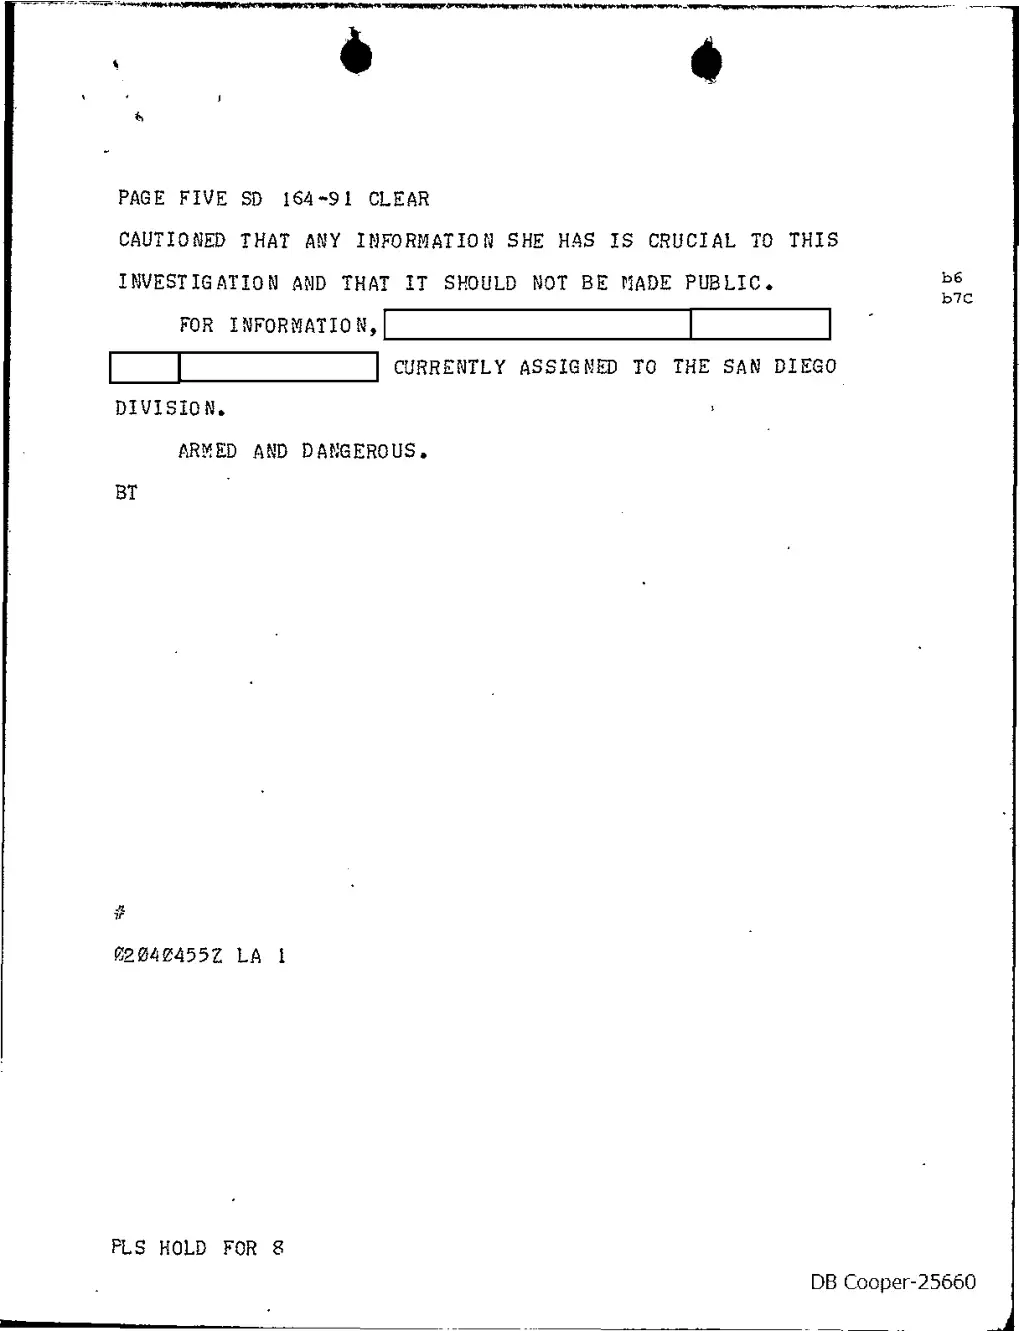 PAGE FIVE SD 164-91 CLEAR
CAUTIONED THAT ANY INFORMATION SHE HAS IS CRUCIAL TO THIS
INVESTIGATION AND THAT IT SHOULD NOT BE MADE PUBLIC.
b6
b7C
FOR INFORMATION,
CURRENTLY ASSIGNED TO THE SAN DIEGO
DIVISION.
ARMED AND DANGEROUS.
BT
#
02040455Z LA 1
PLS HOLD FOR 8
DB Cooper-25660